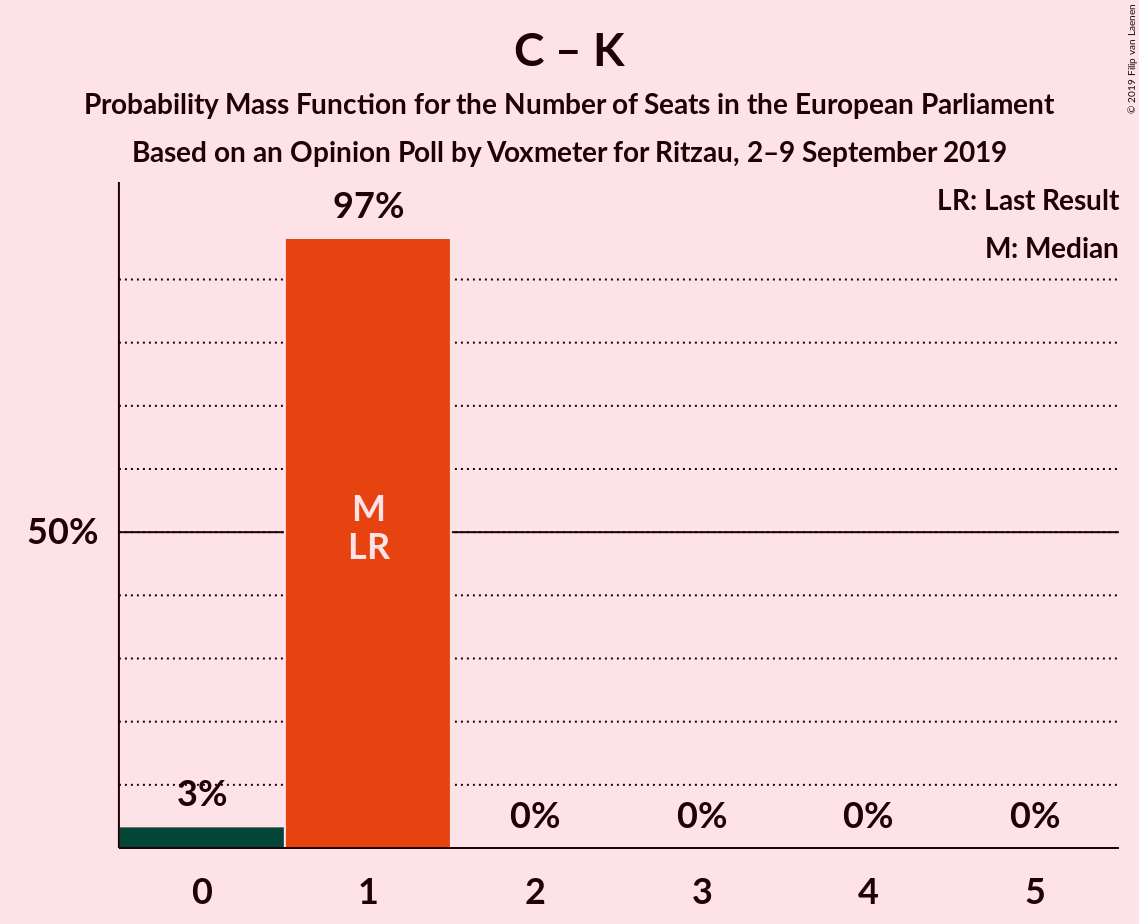 C – K
Probability Mass Function for the Number of Seats in the European Parliament
Based on an Opinion Poll by Voxmeter for Ritzau, 2–9 September 2019
© 2019 Filip van Laenen
LR: Last Result
M: Median
97%
M
LR
50%
3%
0%
0%
0%
0%
0
1
2
3
4
5